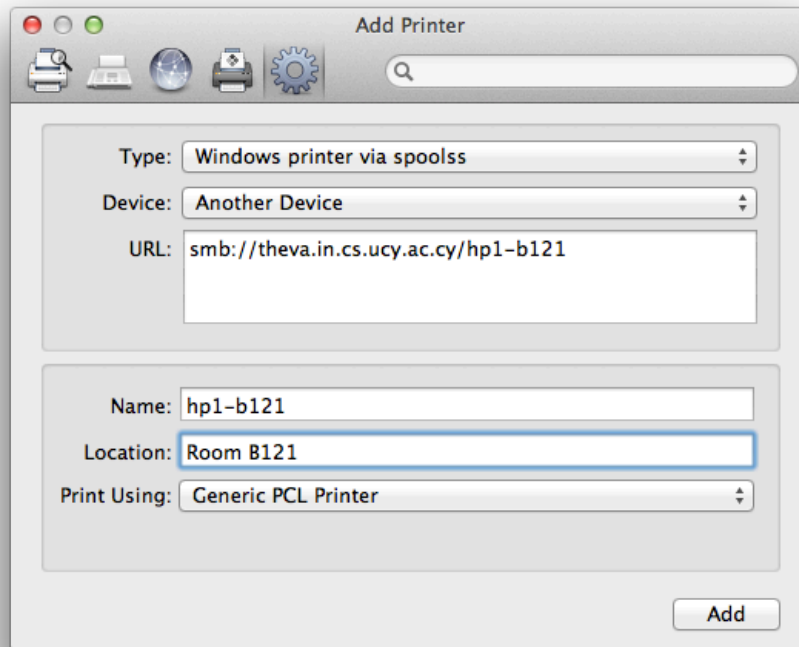 Add Printer
Type: Windows printer via spoolss
Device: Another Device
URL: smb://theva.in.cs.ucy.ac.cy/hp1-b121
Name: hp1-b121
Location: Room B121
Print Using: Generic PCL Printer
Add